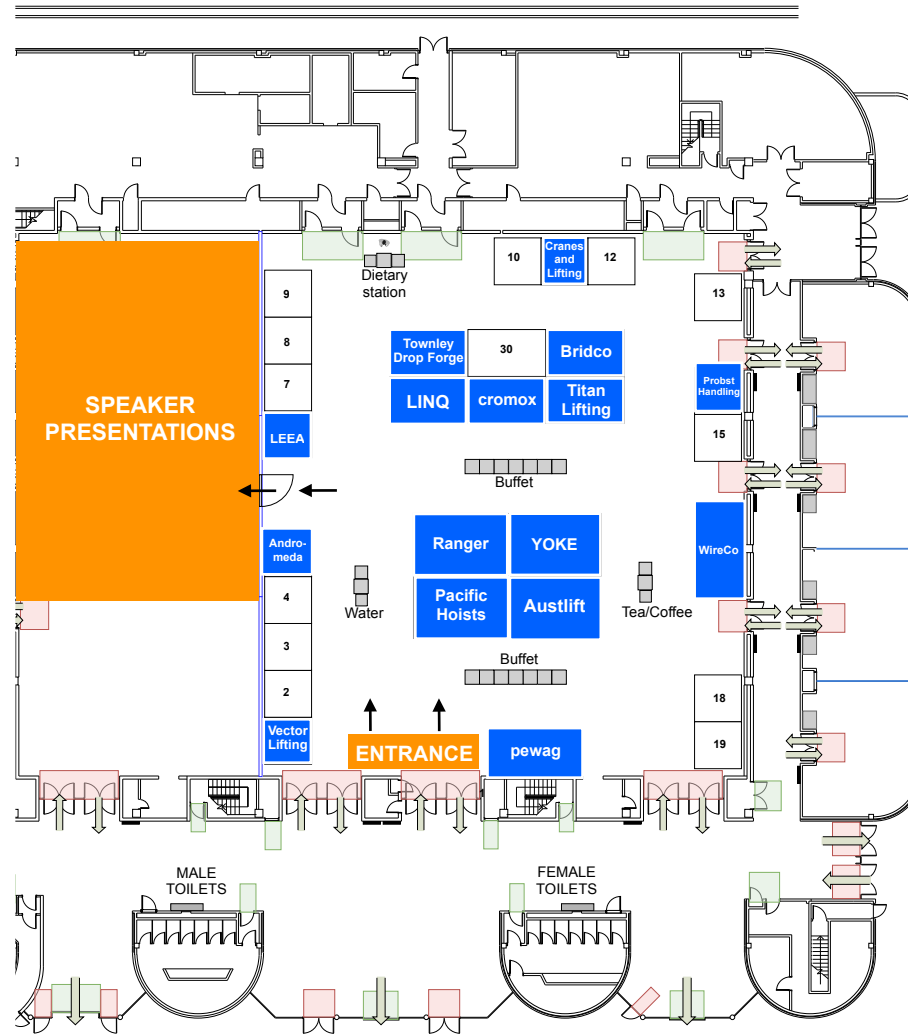 10
Cranes
and
Lifting
12
Dietary
station
9
13
8
Townley
Drop Forge
30
Bridco
7
Probst
Handling
LINQ
cromox
Titan
Lifting
SPEAKER
PRESENTATIONS
LEEA
15
Buffet
Andro-
meda
Ranger
YOKE
WireCo
4
Water
Pacific
Hoists
Austlift
Tea/Coffee
3
Buffet
2
18
Vector
Lifting
ENTRANCE
pewag
19
MALE
TOILETS
FEMALE
TOILETS